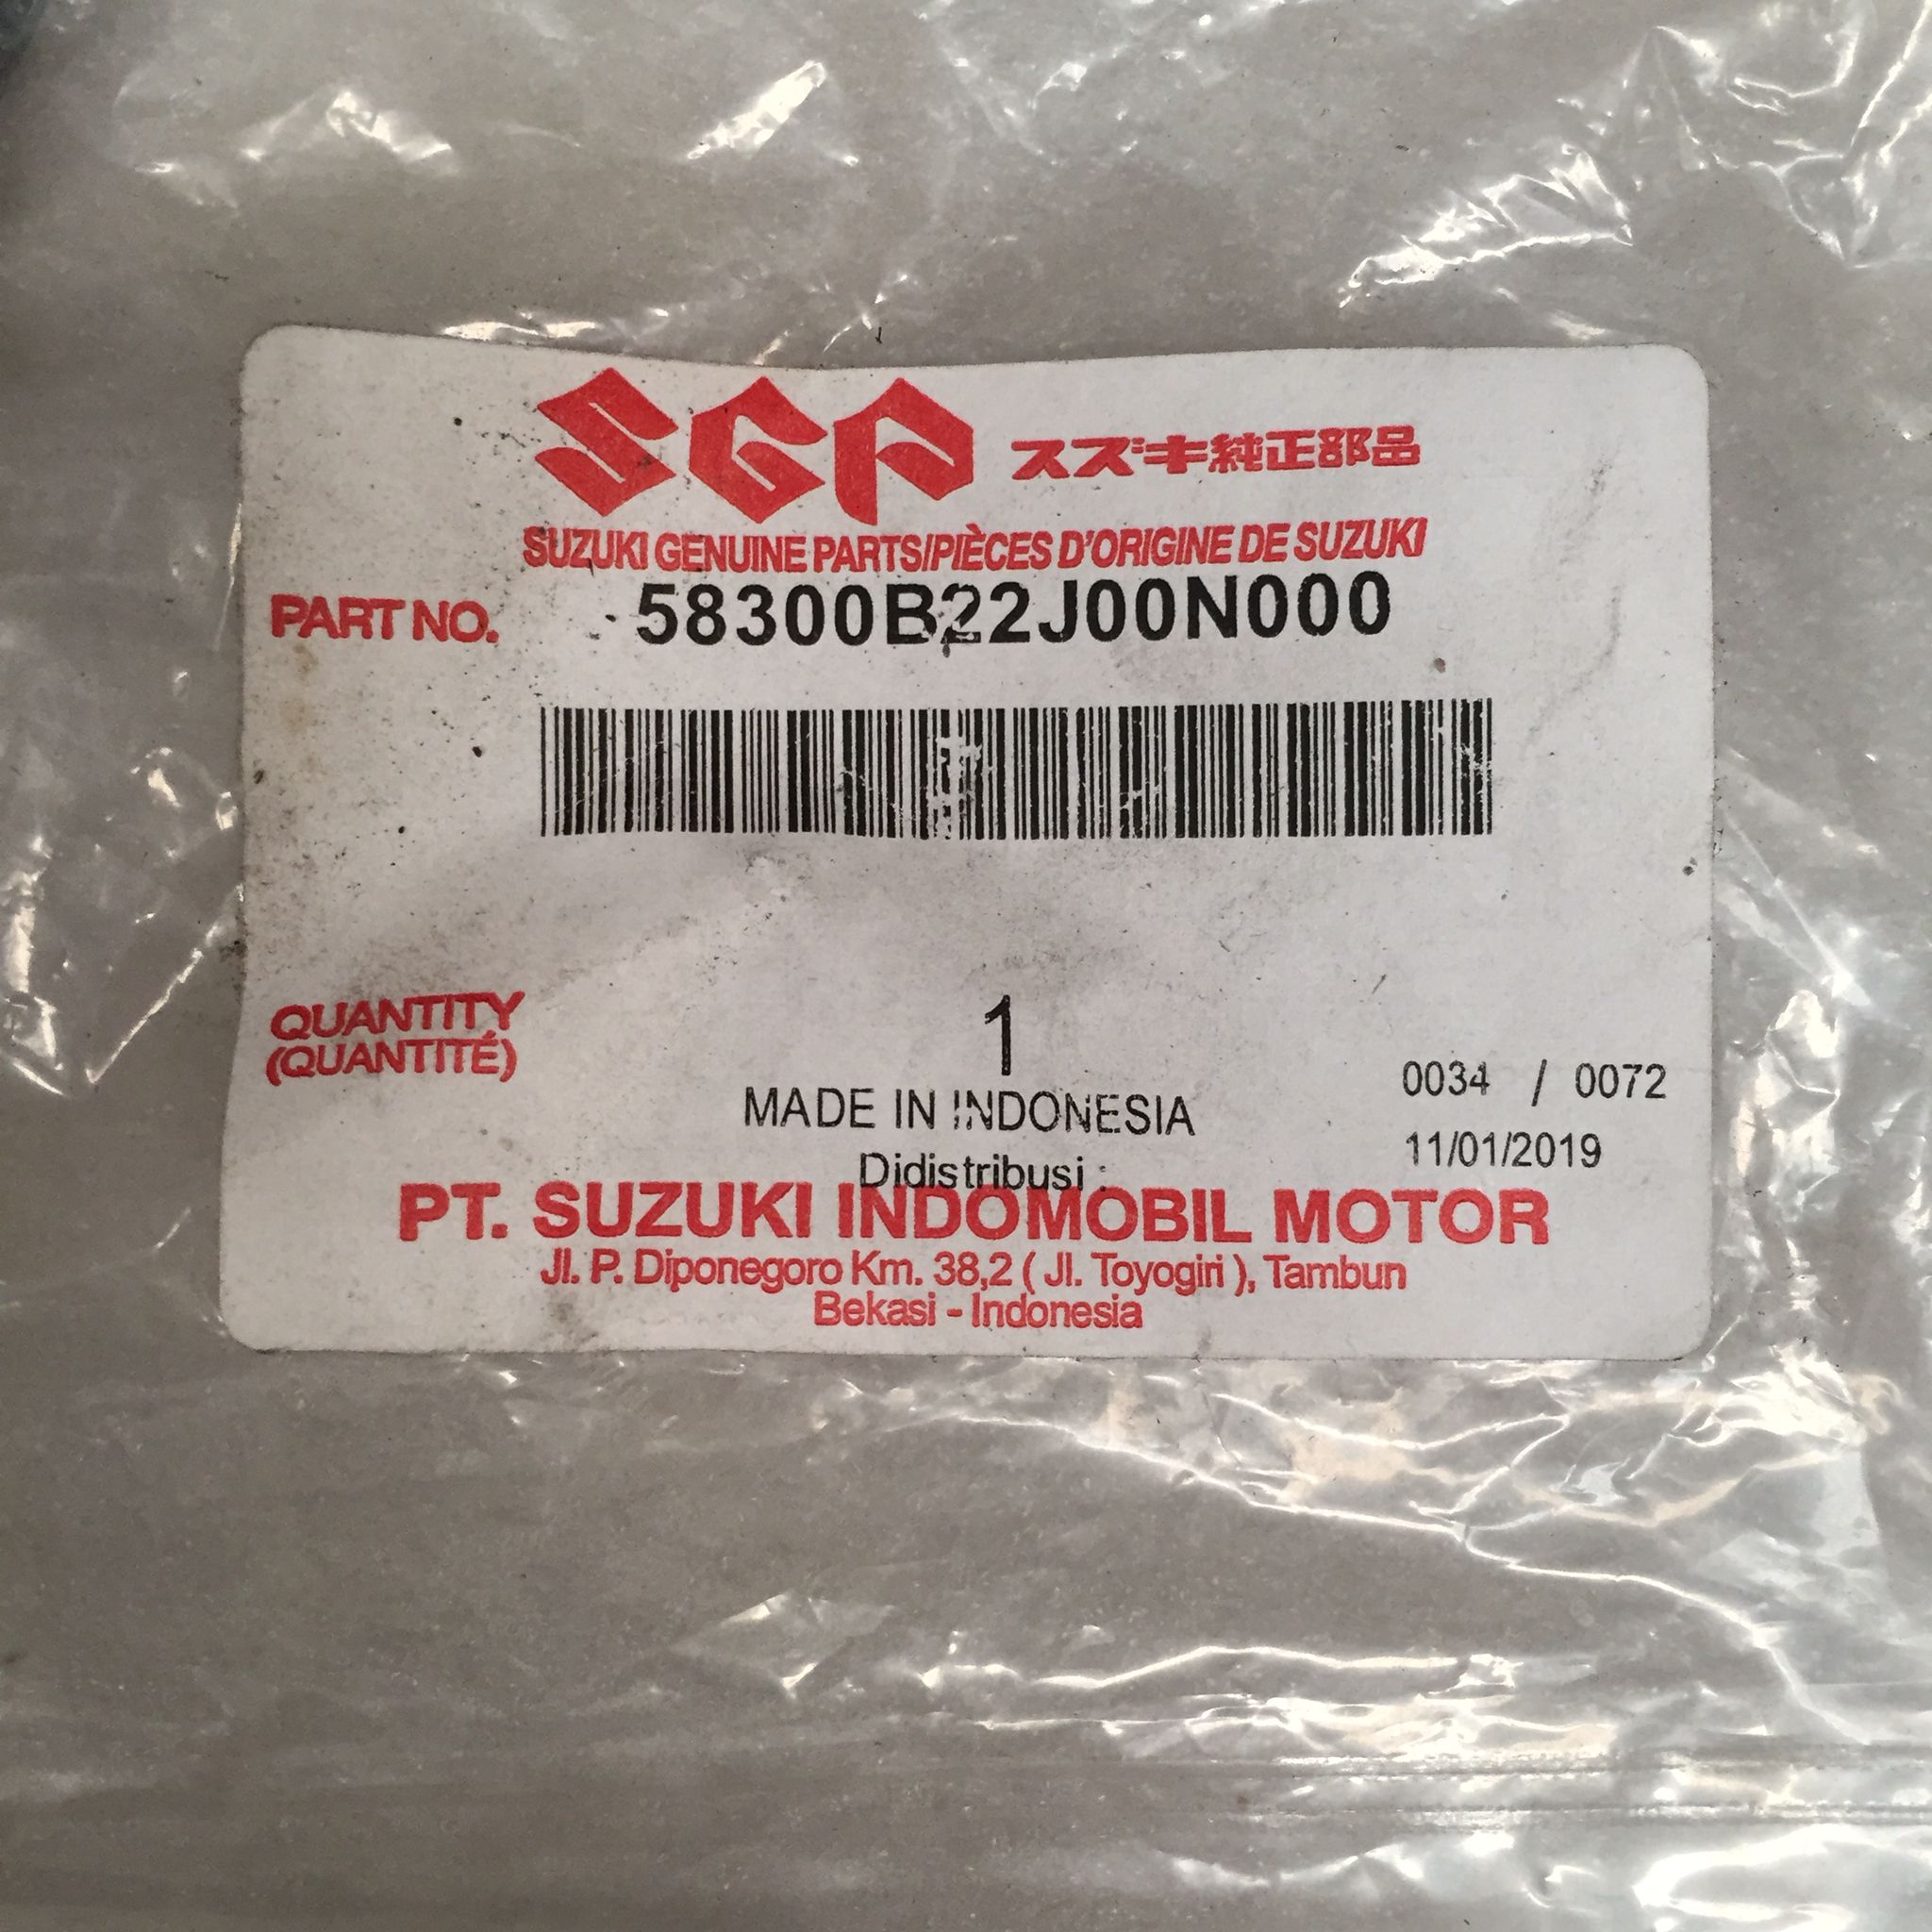 SGP スズキ純正部品
SUZUKI GENUINE PARTS/PIÈCES D'ORIGINE DE SUZUKI
PART NO. 58300B22J00N000
QUANTITY 1
(QUANTITÉ)
0034 / 0072
MADE IN INDONESIA
11/01/2019
Didistribusi :
PT. SUZUKI INDOMOBIL MOTOR
Jl. P. Diponegoro Km. 38,2 ( Jl. Toyogiri ), Tambun
Bekasi - Indonesia